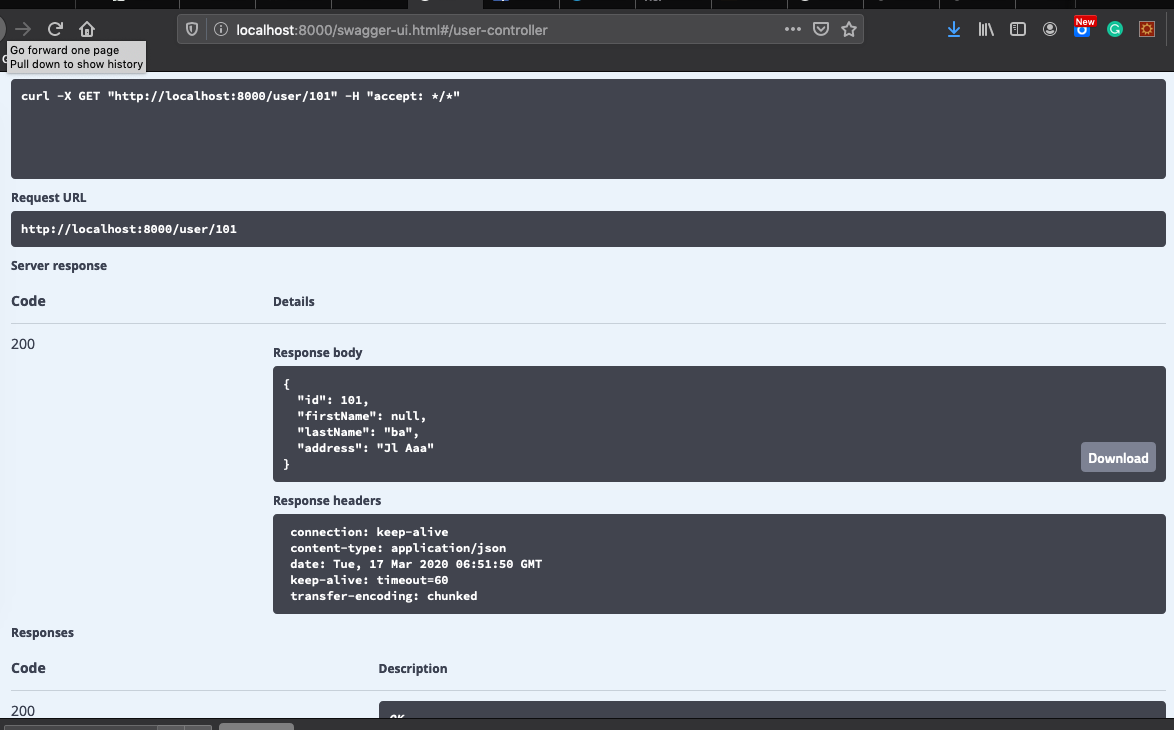 localhost:8000/swagger-ui.html#/user-controller
New
Go forward one page
Pull down to show history
curl -X GET "http://localhost:8000/user/101" -H "accept: */*"
Request URL
http://localhost:8000/user/101
Server response
Code Details
200
Response body
{
"id": 101,
"firstName": null,
"lastName": "ba",
"address": "Jl Aaa"
}
Download
Response headers
connection: keep-alive
content-type: application/json
date: Tue, 17 Mar 2020 06:51:50 GMT
keep-alive: timeout=60
transfer-encoding: chunked
Responses
Code Description
200
OK